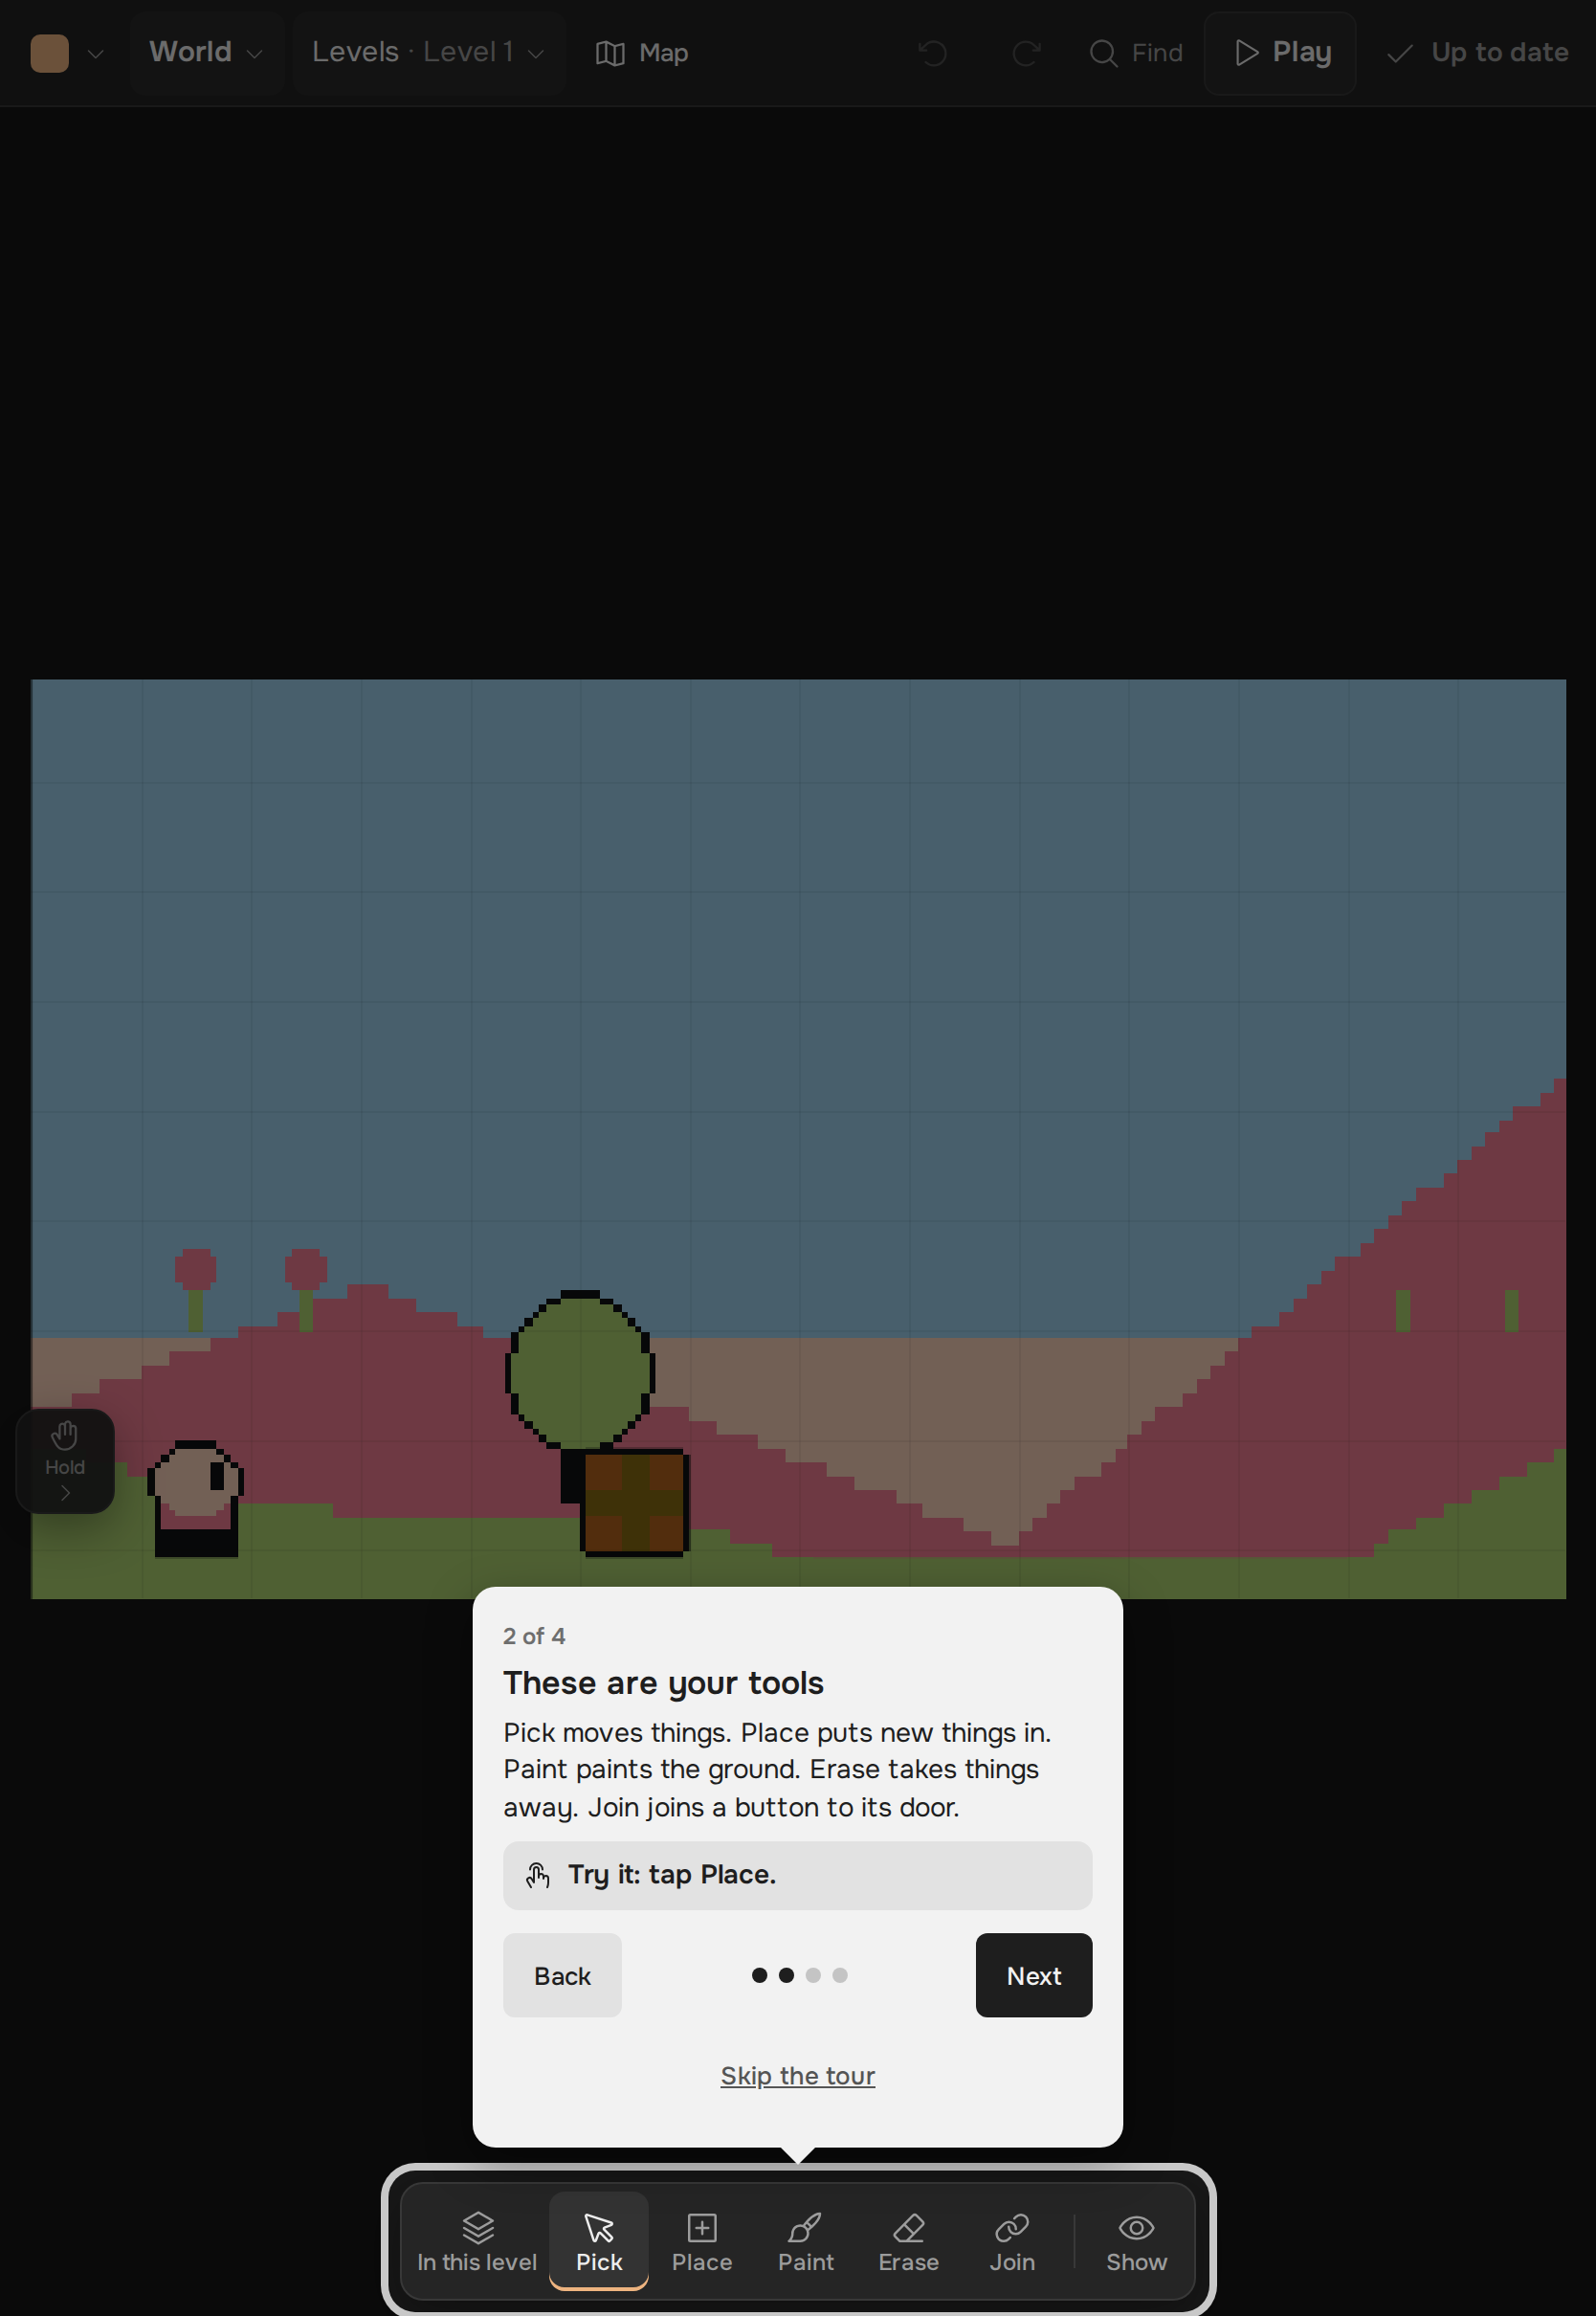 World
Levels · Level 1
Map
Find
Play
Up to date
Hold
2 of 4
These are your tools
Pick moves things. Place puts new things in.
Paint paints the ground. Erase takes things
away. Join joins a button to its door.
Try it: tap Place.
Back
Next
Skip the tour
In this level
Pick
Place
Paint
Erase
Join
Show